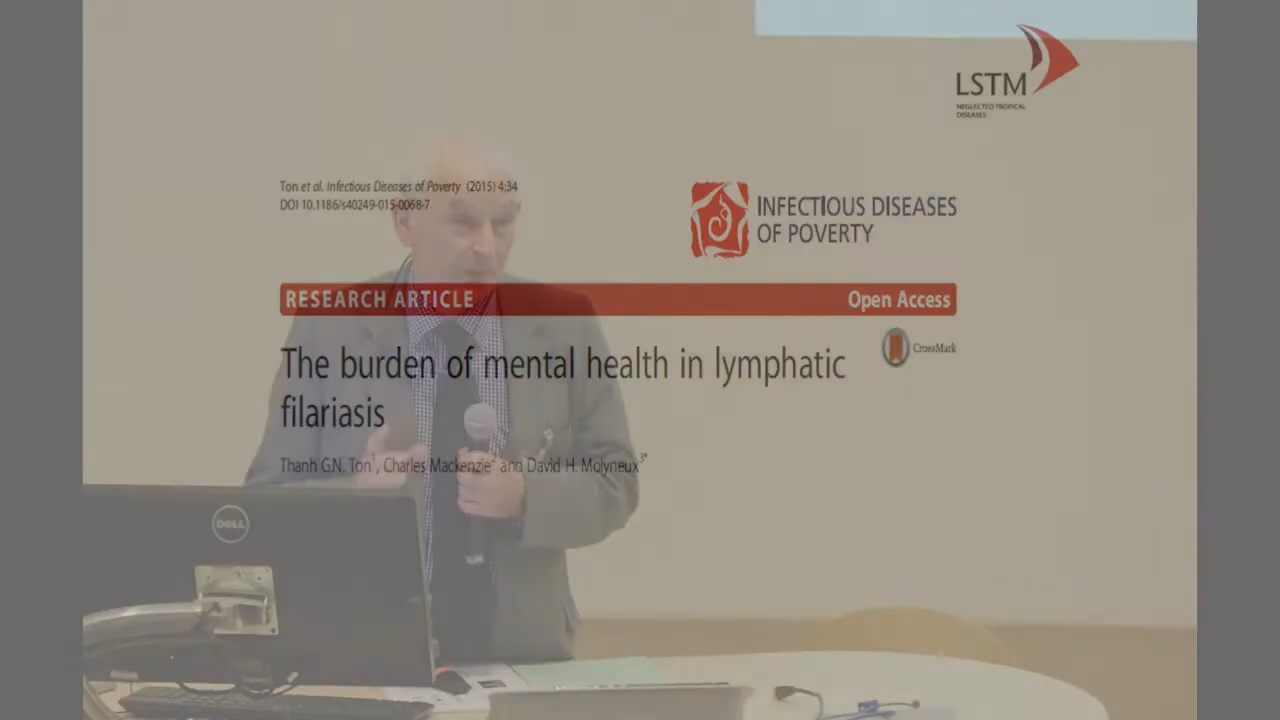 LSTM
NEGLECTED TROPICAL
DISEASES
Ton et al. Infectious Diseases of Poverty (2015) 4:34
DOI 10.1186/s40249-015-0068-7
INFECTIOUS DISEASES
OF POVERTY
RESEARCH ARTICLE
Open Access
CrossMark
The burden of mental health in lymphatic
filariasis
Thanh G.N. Ton1, Charles Mackenzie2 and David H. Molyneux3*
DELL